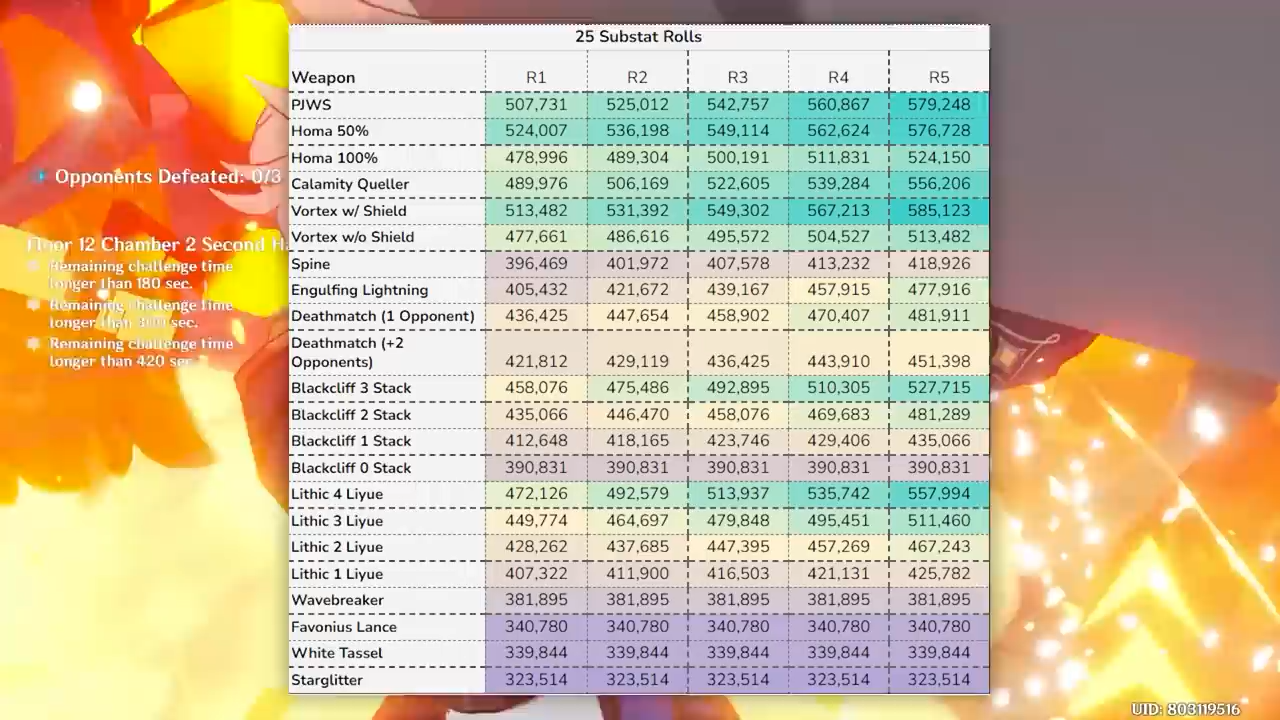 25 Substat Rolls
Weapon R1 R2 R3 R4 R5
PJWS 507,731 525,012 542,757 560,867 579,248
Homa 50% 524,007 536,198 549,114 562,624 576,728
Homa 100% 478,996 489,304 500,191 511,831 524,150
Calamity Queller 489,976 506,169 522,605 539,284 556,206
Vortex w/ Shield 513,482 531,392 549,302 567,213 585,123
Vortex w/o Shield 477,661 486,616 495,572 504,527 513,482
Spine 396,469 401,972 407,578 413,232 418,926
Engulfing Lightning 405,432 421,672 439,167 457,915 477,916
Deathmatch (1 Opponent) 436,425 447,654 458,902 470,407 481,911
Deathmatch (+2
Opponents) 421,812 429,119 436,425 443,910 451,398
Blackcliff 3 Stack 458,076 475,486 492,895 510,305 527,715
Blackcliff 2 Stack 435,066 446,470 458,076 469,683 481,289
Blackcliff 1 Stack 412,648 418,165 423,746 429,406 435,066
Blackcliff 0 Stack 390,831 390,831 390,831 390,831 390,831
Lithic 4 Liyue 472,126 492,579 513,937 535,742 557,994
Lithic 3 Liyue 449,774 464,697 479,848 495,451 511,460
Lithic 2 Liyue 428,262 437,685 447,395 457,269 467,243
Lithic 1 Liyue 407,322 411,900 416,503 421,131 425,782
Wavebreaker 381,895 381,895 381,895 381,895 381,895
Favonius Lance 340,780 340,780 340,780 340,780 340,780
White Tassel 339,844 339,844 339,844 339,844 339,844
Starglitter 323,514 323,514 323,514 323,514 323,514
Opponents Defeated: 0/3
Floor 12 Chamber 2 Second
Remaining challenge time
longer than 180 sec.
Remaining challenge time
longer than 300 sec.
Remaining challenge time
longer than 420 sec
UID: 803119516